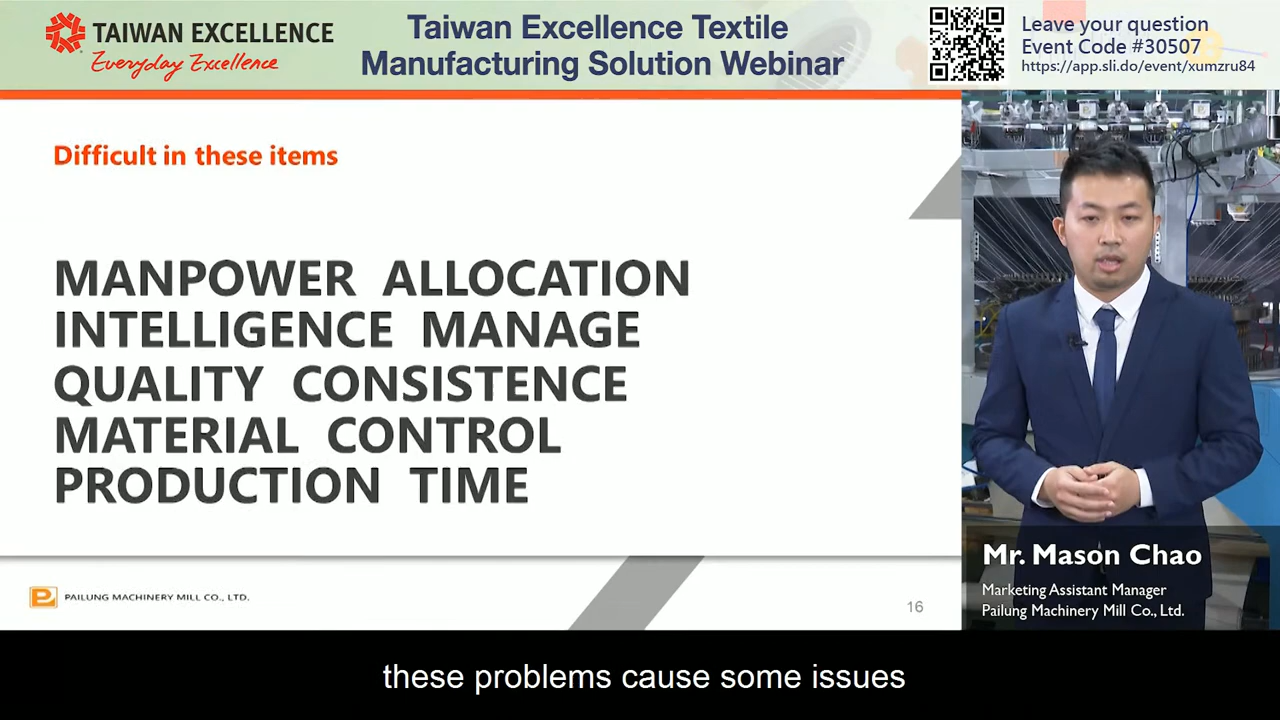 TAIWAN EXCELLENCE
Everyday Excellence
Taiwan Excellence Textile
Manufacturing Solution Webinar
Leave your question
Event Code #30507
https://app.sli.do/event/xumzru84
Difficult in these items
MANPOWER ALLOCATION
INTELLIGENCE MANAGE
QUALITY CONSISTENCE
MATERIAL CONTROL
PRODUCTION TIME
PAILUNG MACHINERY MILL CO., LTD.
16
Mr. Mason Chao
Marketing Assistant Manager
Pailung Machinery Mill Co., Ltd.
these problems cause some issues